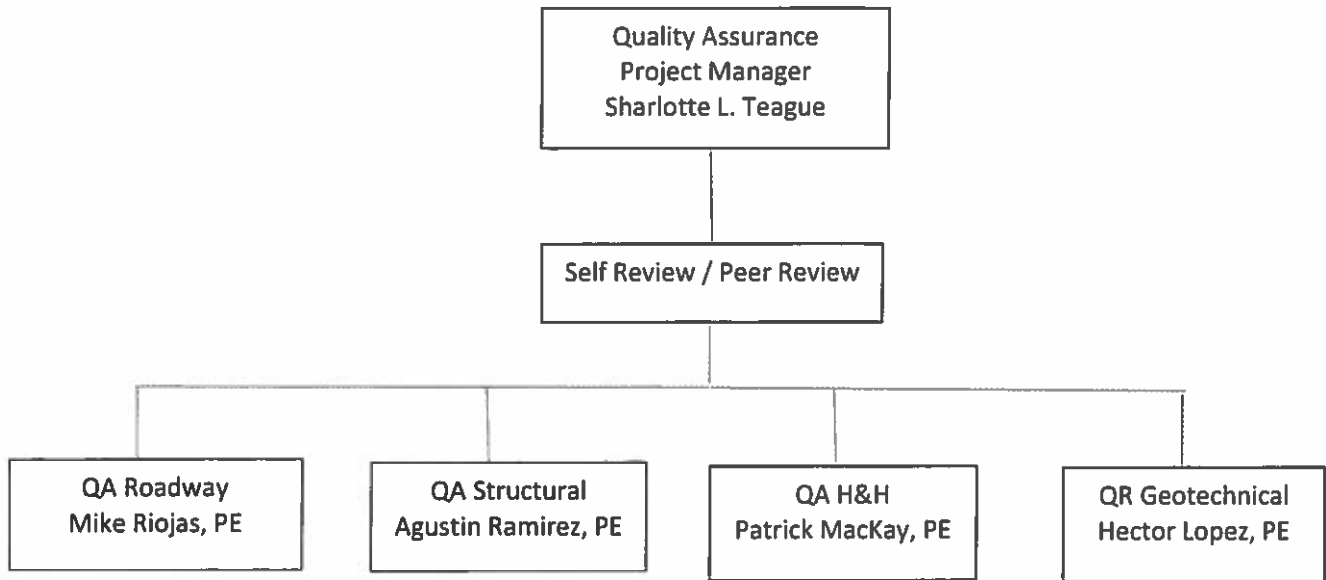 Quality Assurance
Project Manager
Sharlotte L. Teague
Self Review / Peer Review
QA Roadway
Mike Riojas, PE
QA Structural
Agustin Ramirez, PE
QA H&H
Patrick MacKay, PE
QR Geotechnical
Hector Lopez, PE